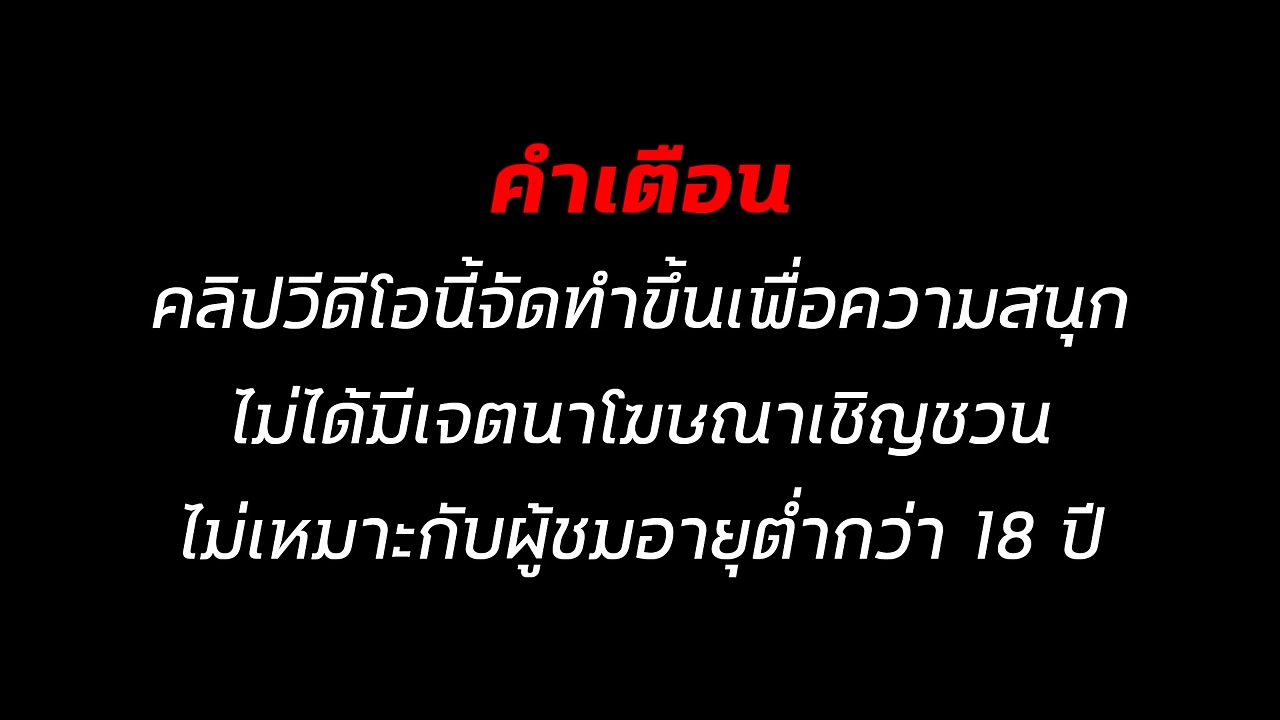 คำเตือน
คลิปวีดีโอนี้จัดทำขึ้นเพื่อความสนุก
ไม่ได้มีเจตนาโฆษณาเชิญชวน
ไม่เหมาะกับผู้ชมอายุต่ำกว่า 18 ปี